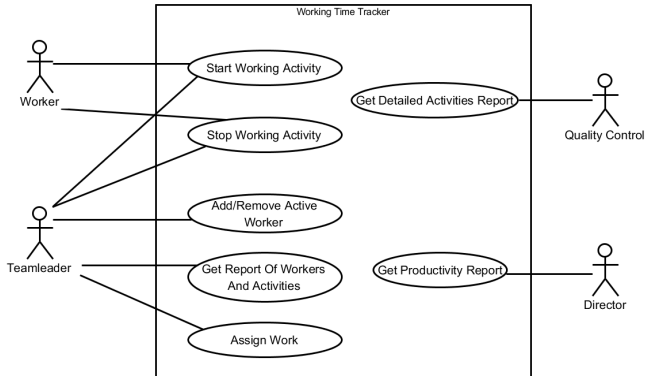 Working Time Tracker
Start Working Activity
Worker
Get Detailed Activities Report
Quality Control
Stop Working Activity
Add/Remove Active
Worker
Teamleader
Get Report Of Workers
And Activities
Get Productivity Report
Director
Assign Work